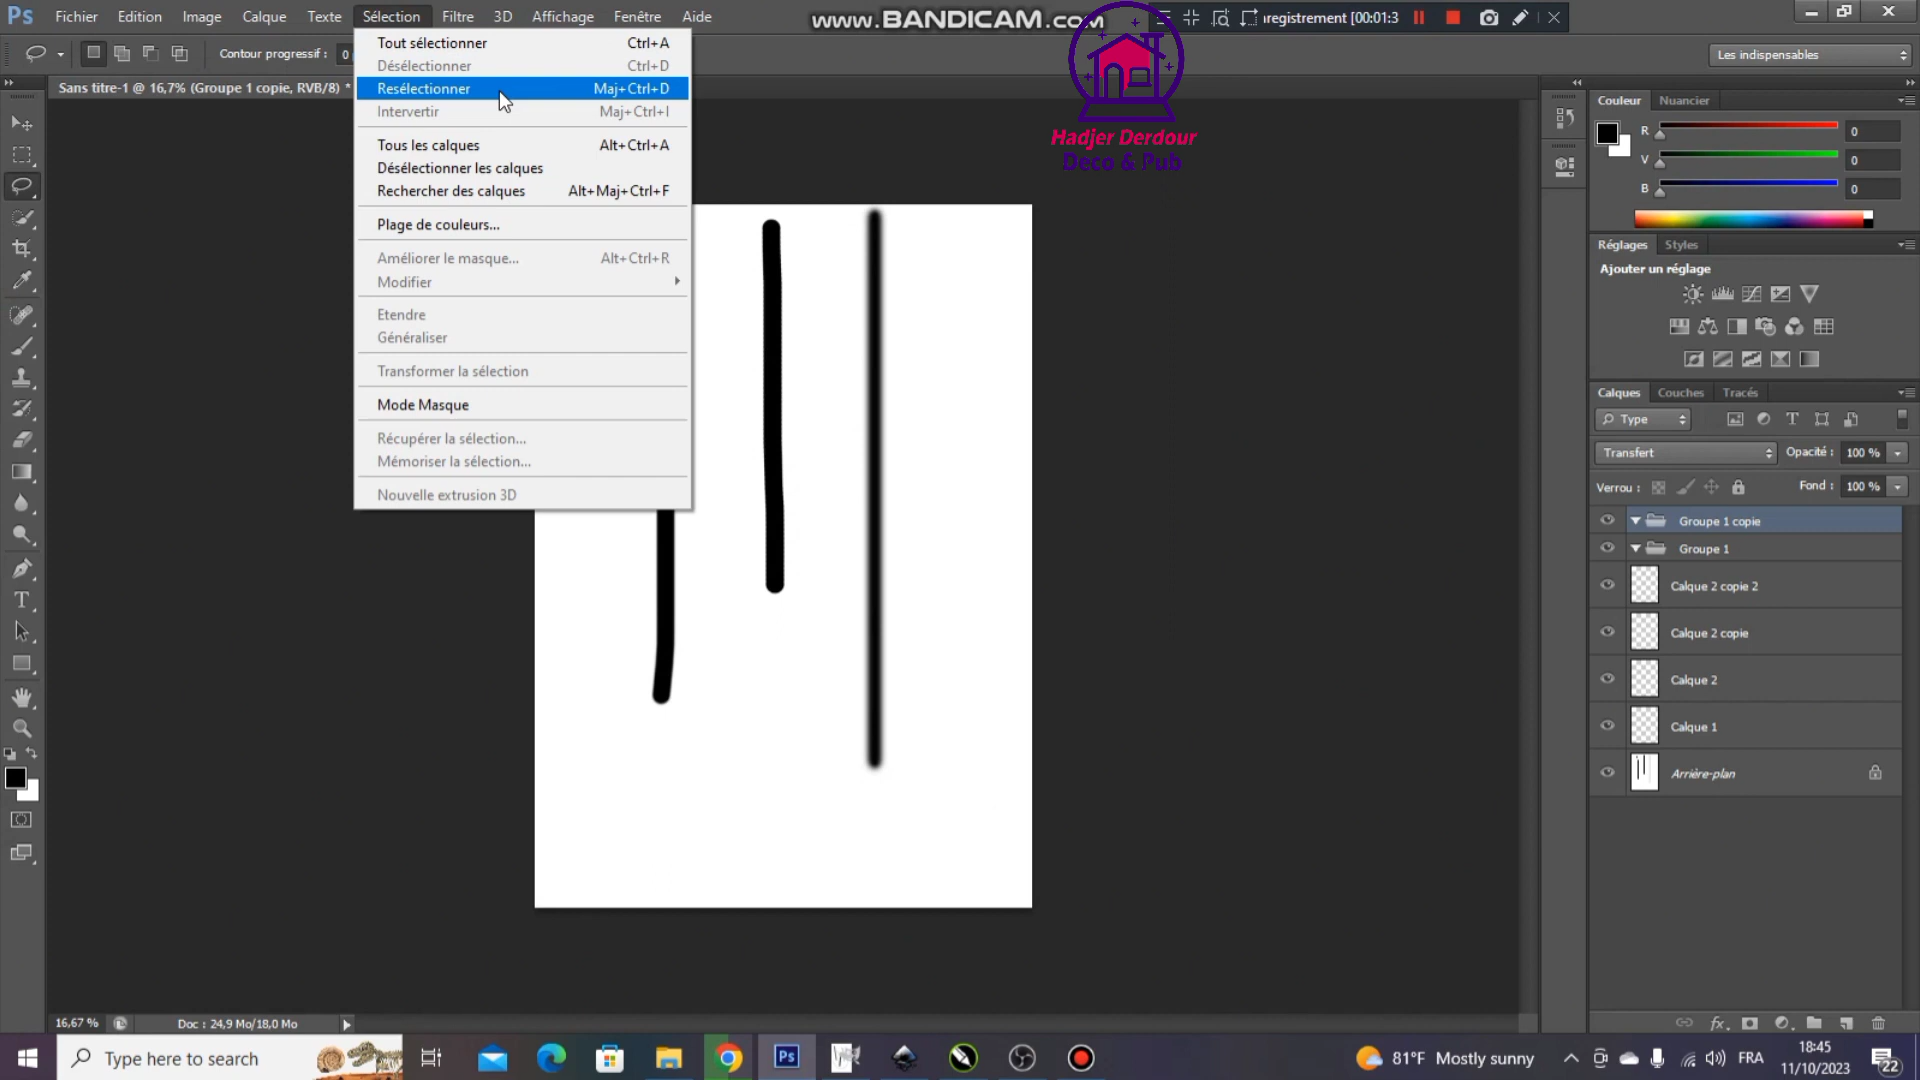 Ps Fichier Edition Image Calque Texte Sélection Filtre 3D Affichage Fenêtre Aide
www.BANDICAM.com
registrement [00:01:3
Contour progressif : 0
Les indispensables
Sans titre-1 @ 16,7% (Groupe 1 copie, RVB/8) *
Tout sélectionner Ctrl+A
Désélectionner Ctrl+D
Resélectionner Maj+Ctrl+D
Intervertir Maj+Ctrl+I
Tous les calques Alt+Ctrl+A
Désélectionner les calques
Rechercher des calques Alt+Maj+Ctrl+F
Plage de couleurs...
Améliorer le masque... Alt+Ctrl+R
Modifier
Etendre
Généraliser
Transformer la sélection
Mode Masque
Récupérer la sélection...
Mémoriser la sélection...
Nouvelle extrusion 3D
Hadjer Derdour
Deco & Pub
Couleur Nuancier
R 0
V 0
B 0
Réglages Styles
Ajouter un réglage
Calques Couches Tracés
Type
Transfert Opacité : 100 %
Verrou : Fond : 100 %
Groupe 1 copie
Groupe 1
Calque 2 copie 2
Calque 2 copie
Calque 2
Calque 1
Arrière-plan
fx
16,67 % Doc : 24,9 Mo/18,0 Mo
Type here to search
Ps
81°F Mostly sunny
FRA
18:45
11/10/2023
22